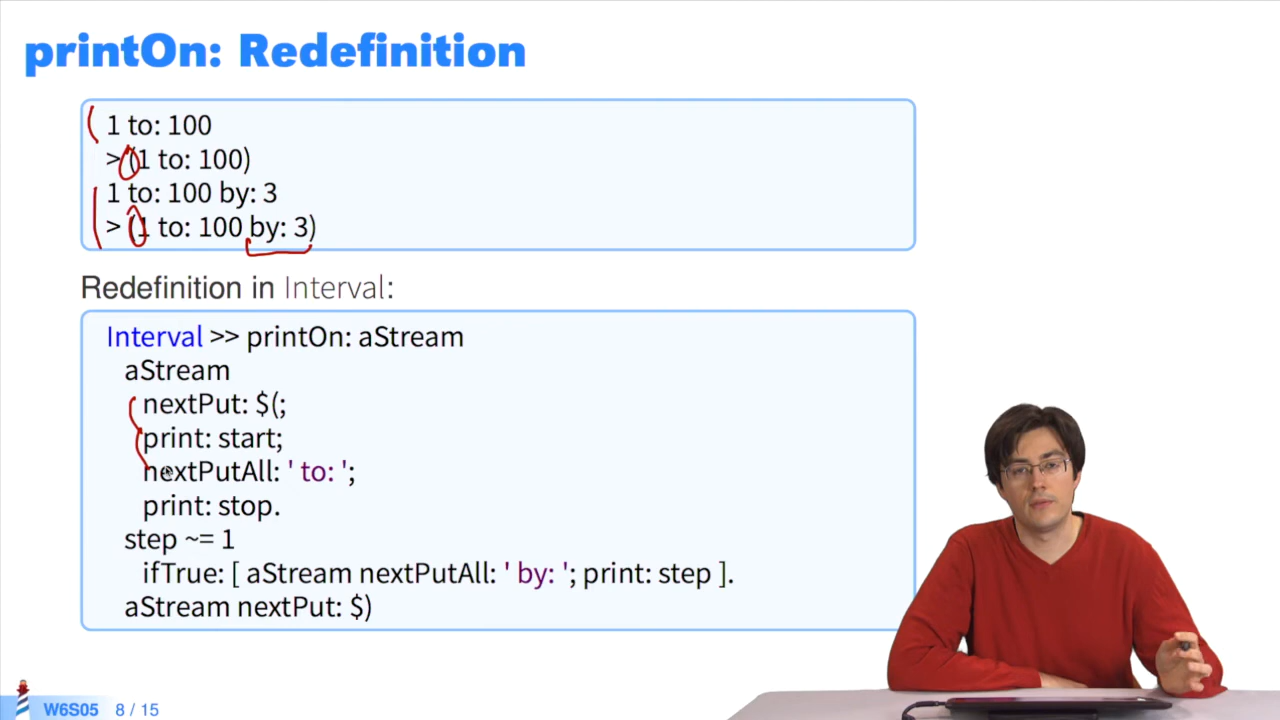 printOn: Redefinition
1 to: 100
> (1 to: 100)
1 to: 100 by: 3
> (1 to: 100 by: 3)
Redefinition in Interval:
Interval >> printOn: aStream
aStream
nextPut: $(;
print: start;
nextPutAll: ' to: ';
print: stop.
step ~= 1
ifTrue: [ aStream nextPutAll: ' by: '; print: step ].
aStream nextPut: $)
W6S05 8 / 15